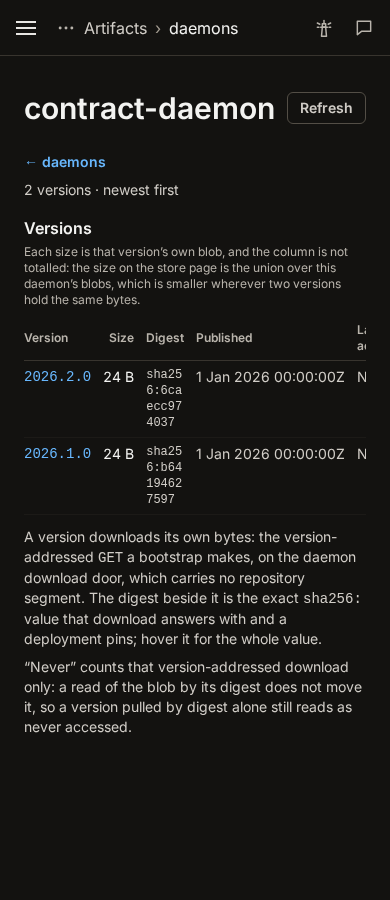 ··· Artifacts › daemons
contract-daemon
Refresh
← daemons
2 versions · newest first
Versions
Each size is that version’s own blob, and the column is not
totalled: the size on the store page is the union over this
daemon’s blobs, which is smaller wherever two versions
hold the same bytes.
Version Size Digest Published
2026.2.0 24 B sha25 1 Jan 2026 00:00:00Z
6:6ca
ecc97
4037
2026.1.0 24 B sha25 1 Jan 2026 00:00:00Z
6:b64
19462
7597
A version downloads its own bytes: the version-
addressed GET a bootstrap makes, on the daemon
download door, which carries no repository
segment. The digest beside it is the exact sha256:
value that download answers with and a
deployment pins; hover it for the whole value.
“Never” counts that version-addressed download
only: a read of the blob by its digest does not move
it, so a version pulled by digest alone still reads as
never accessed.